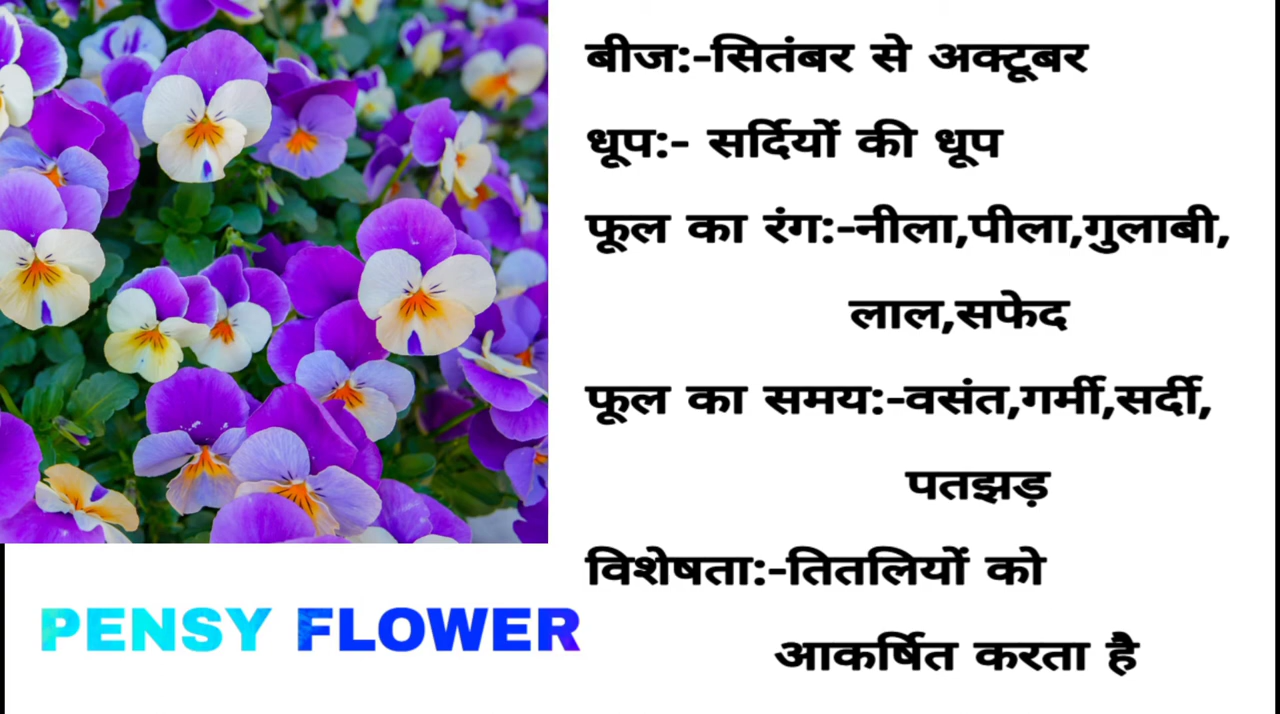 बीज:-सितंबर से अक्टूबर
धूप:- सर्दियों की धूप
फूल का रंग:-नीला,पीला,गुलाबी,
लाल,सफेद
फूल का समय:-वसंत,गर्मी,सर्दी,
पतझड़
विशेषता:-तितलियों को
आकर्षित करता है
PENSY FLOWER